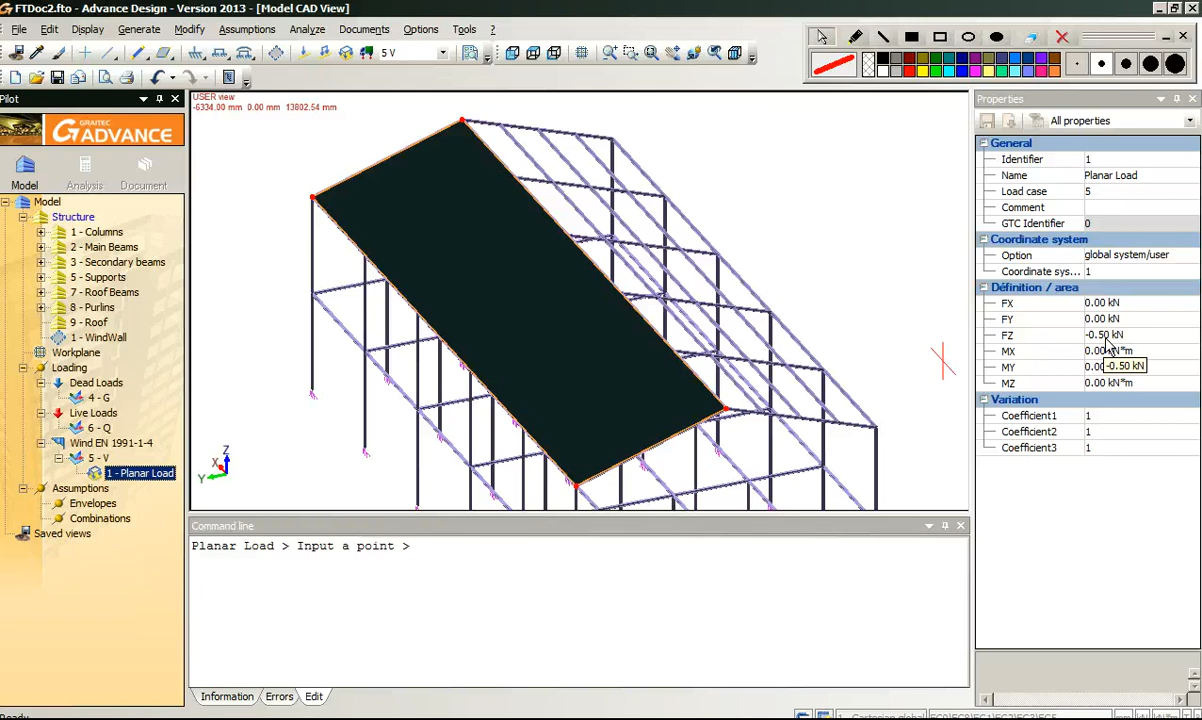 FTDoc2.fto - Advance Design - Version 2013 - [Model CAD View]
File Edit Display Generate Modify Assumptions Analyze Documents Options Tools ?
5 V
Pilot
GRAITEC
ADVANCE
Model Analysis Document
Model
Structure
1 - Columns
2 - Main Beams
3 - Secondary beams
5 - Supports
7 - Roof Beams
8 - Purlins
9 - Roof
1 - WindWall
Workplane
Loading
Dead Loads
4 - G
Live Loads
6 - Q
Wind EN 1991-1-4
5 - V
1 - Planar Load
Assumptions
Envelopes
Combinations
Saved views
USER view
-6334.00 mm 0.00 mm 13802.54 mm
Z
X
Y
Command line
Planar Load > Input a point >
Information Errors Edit
Properties
All properties
General
Identifier 1
Name Planar Load
Load case 5
Comment
GTC Identifier 0
Coordinate system
Option global system/user
Coordinate sys... 1
Définition / area
FX 0.00 kN
FY 0.00 kN
FZ -0.50 kN
MX 0.00 kN*m
MY 0.00
-0.50 kN
MZ 0.00 kN*m
Variation
Coefficient1 1
Coefficient2 1
Coefficient3 1
Ready